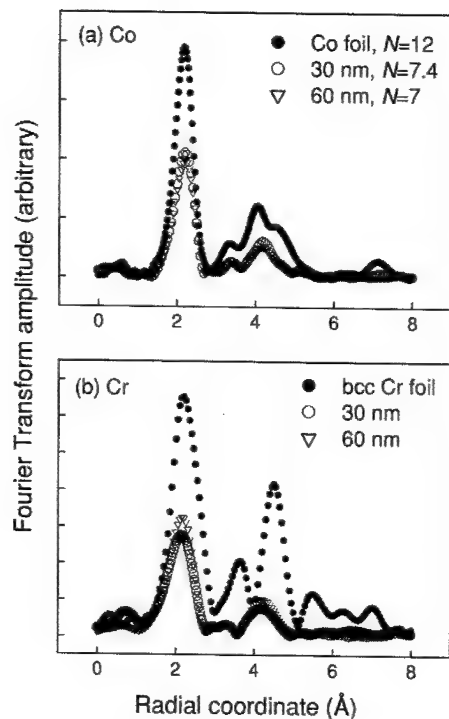 (a) Co
Co foil, N=12
30 nm, N=7.4
60 nm, N=7
0 2 4 6 8
(b) Cr
bcc Cr foil
30 nm
60 nm
0 2 4 6 8
Radial coordinate (Å)
Fourier Transform amplitude (arbitrary)